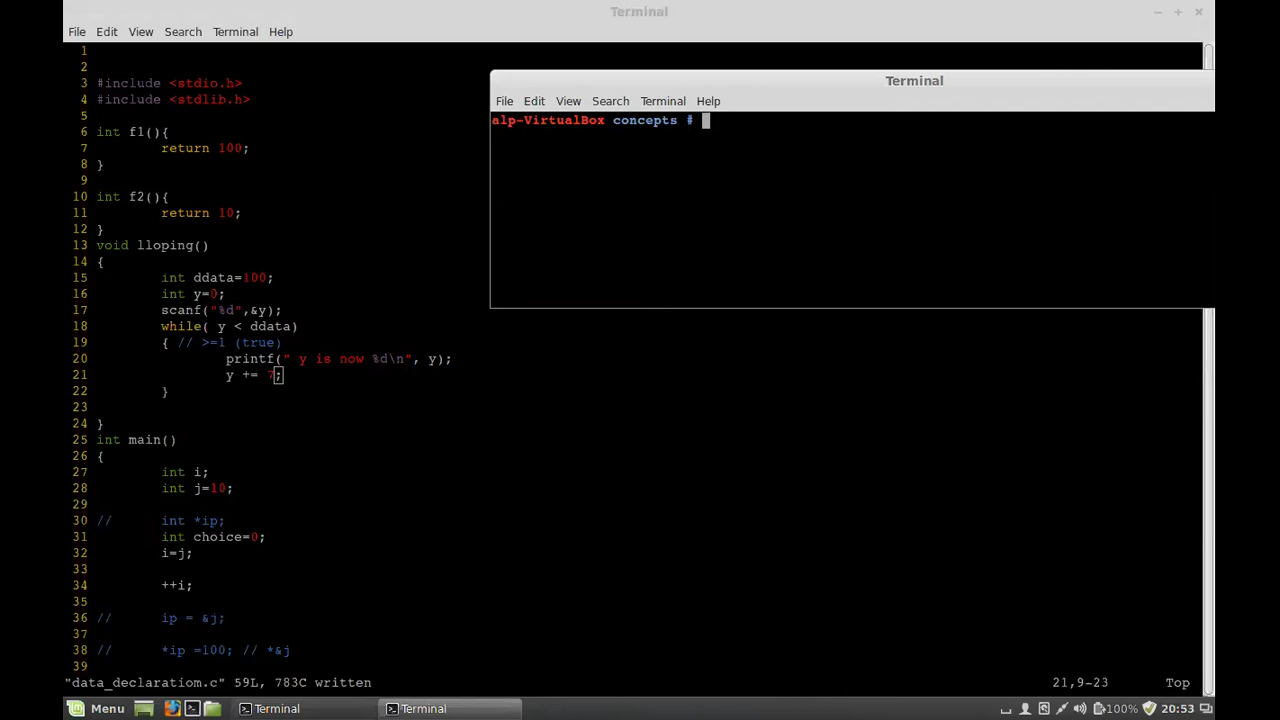 Terminal
File Edit View Search Terminal Help
1
2
3 #include <stdio.h>
4 #include <stdlib.h>
5
6 int f1(){
7 return 100;
8 }
9
10 int f2(){
11 return 10;
12 }
13 void lloping()
14 {
15 int ddata=100;
16 int y=0;
17 scanf("%d",&y);
18 while( y < ddata)
19 { // >=1 (true)
20 printf(" y is now %d\n", y);
21 y += 7;
22 }
23
24 }
25 int main()
26 {
27 int i;
28 int j=10;
29
30 // int *ip;
31 int choice=0;
32 i=j;
33
34 ++i;
35
36 // ip = &j;
37
38 // *ip =100; // *&j
39
"data_declaratiom.c" 59L, 783C written 21,9-23 Top
Terminal
File Edit View Search Terminal Help
alp-VirtualBox concepts #
Menu Terminal Terminal 100% 20:53